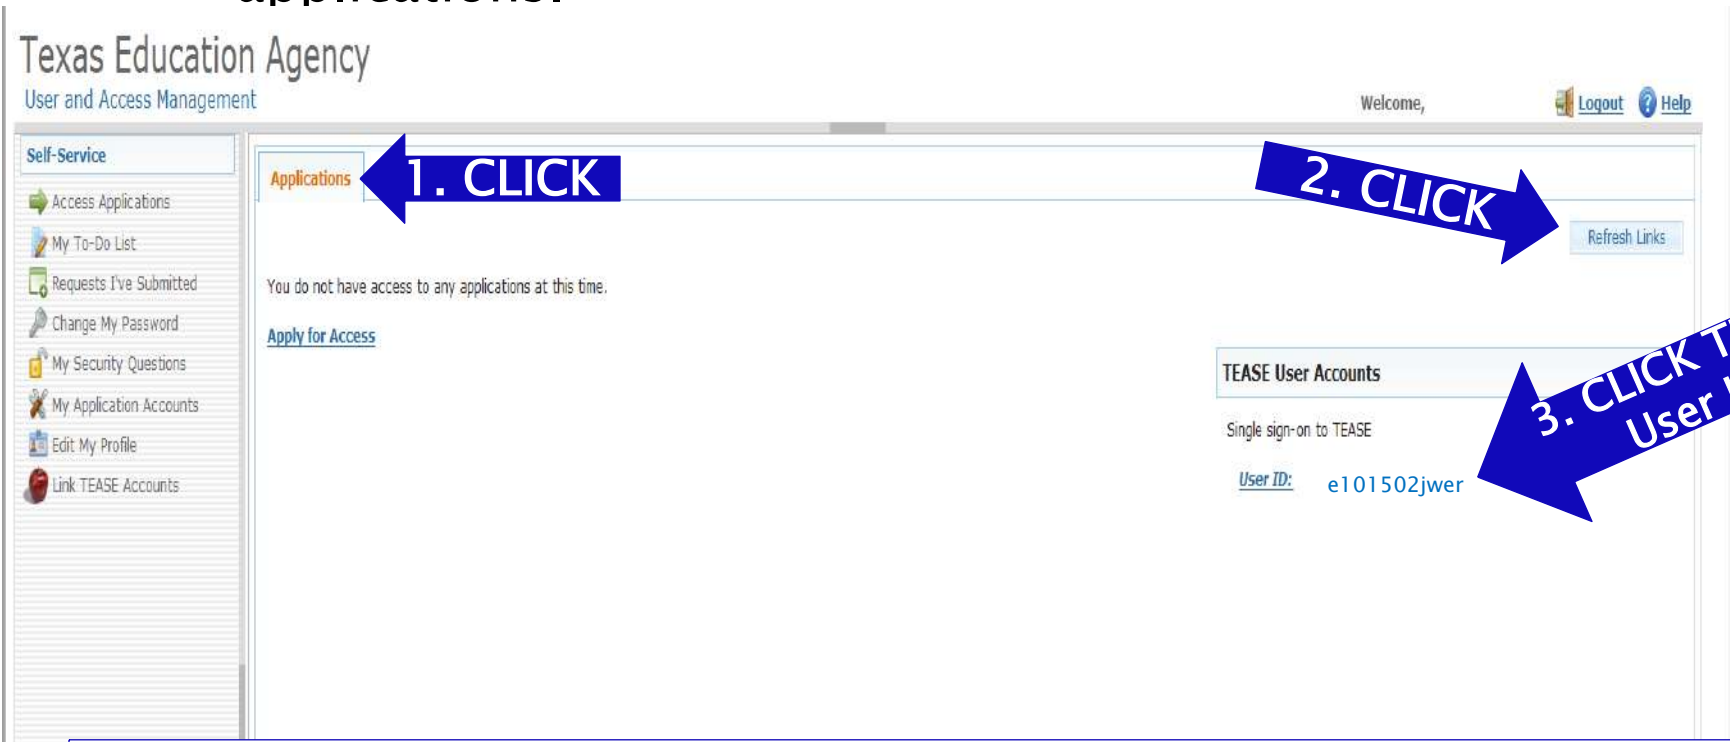 applications.
Texas Education Agency
User and Access Management
Welcome,
Logout
Help
Self-Service
Access Applications
My To-Do List
Requests I've Submitted
Change My Password
My Security Questions
My Application Accounts
Edit My Profile
Link TEASE Accounts
Applications
1. CLICK
2. CLICK
Refresh Links
You do not have access to any applications at this time.
Apply for Access
TEASE User Accounts
Single sign-on to TEASE
User ID: e101502jwer
3. CLICK
User